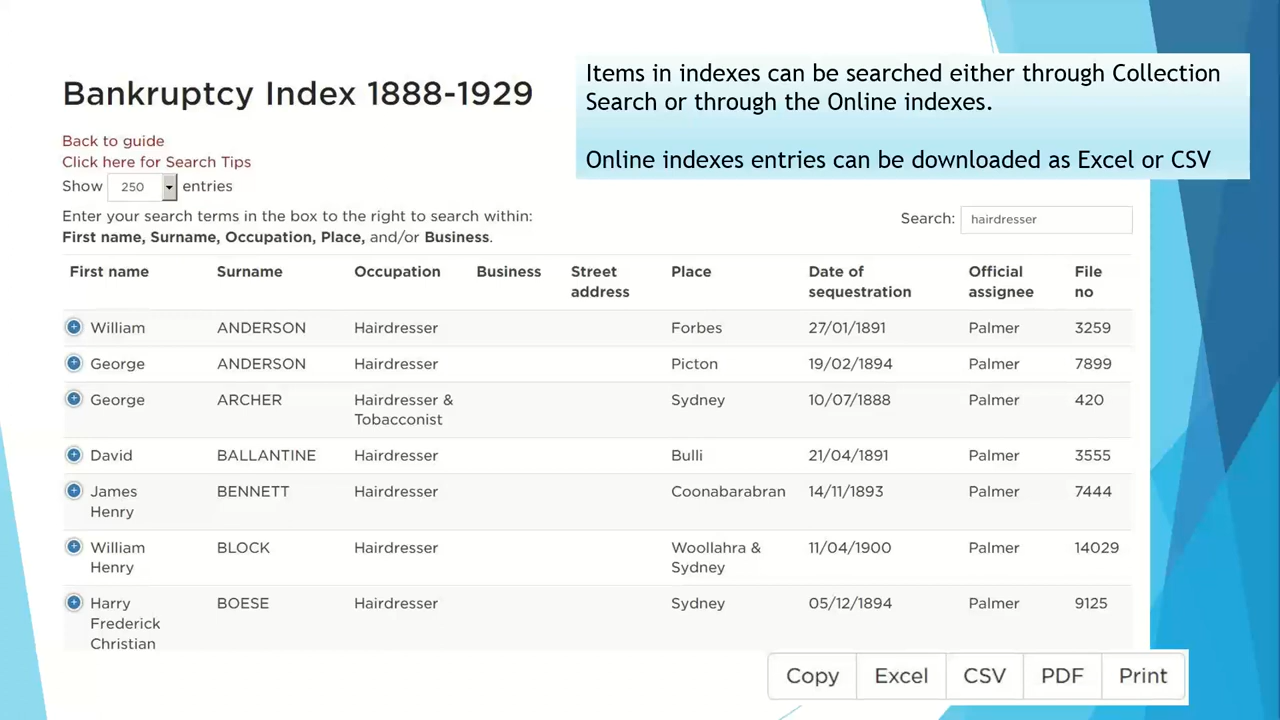 Bankruptcy Index 1888-1929
Items in indexes can be searched either through Collection
Search or through the Online indexes.
Online indexes entries can be downloaded as Excel or CSV
Back to guide
Click here for Search Tips
Show 250 entries
Enter your search terms in the box to the right to search within:
First name, Surname, Occupation, Place, and/or Business.
Search: hairdresser
First name Surname Occupation Business Street address Place Date of sequestration Official assignee File no
William ANDERSON Hairdresser Forbes 27/01/1891 Palmer 3259
George ANDERSON Hairdresser Picton 19/02/1894 Palmer 7899
George ARCHER Hairdresser & Tobacconist Sydney 10/07/1888 Palmer 420
David BALLANTINE Hairdresser Bulli 21/04/1891 Palmer 3555
James Henry BENNETT Hairdresser Coonabarabran 14/11/1893 Palmer 7444
William Henry BLOCK Hairdresser Woollahra & Sydney 11/04/1900 Palmer 14029
Harry Frederick Christian BOESE Hairdresser Sydney 05/12/1894 Palmer 9125
Copy Excel CSV PDF Print